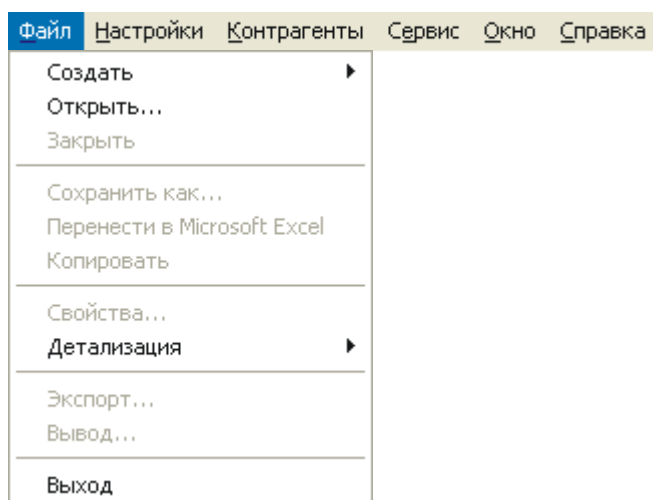 Файл Настройки Контрагенты Сервис Окно Справка
Создать
Открыть...
Закрыть
Сохранить как...
Перенести в Microsoft Excel
Копировать
Свойства...
Детализация
Экспорт...
Вывод...
Выход